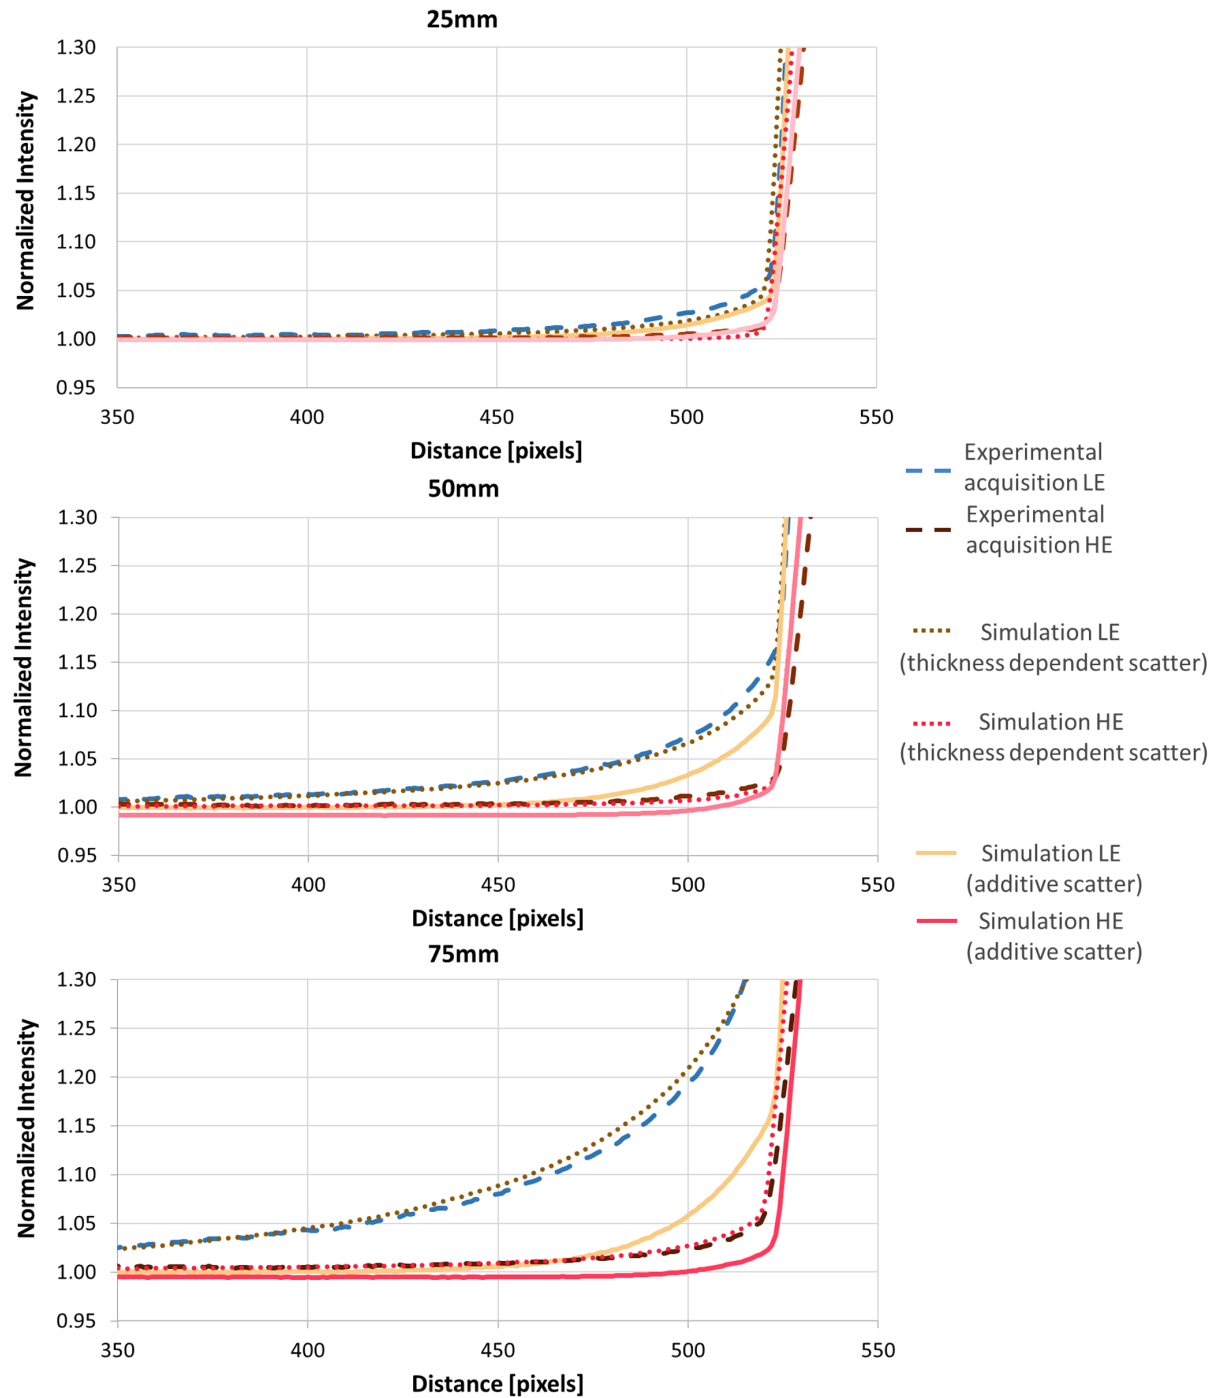 25mm
Normalized Intensity
1.30
1.25
1.20
1.15
1.10
1.05
1.00
0.95
350 400 450 500 550
Distance [pixels]
50mm
Normalized Intensity
1.30
1.25
1.20
1.15
1.10
1.05
1.00
0.95
350 400 450 500 550
Distance [pixels]
75mm
Normalized Intensity
1.30
1.25
1.20
1.15
1.10
1.05
1.00
0.95
350 400 450 500 550
Distance [pixels]
Experimental
acquisition LE
Experimental
acquisition HE
Simulation LE
(thickness dependent scatter)
Simulation HE
(thickness dependent scatter)
Simulation LE
(additive scatter)
Simulation HE
(additive scatter)